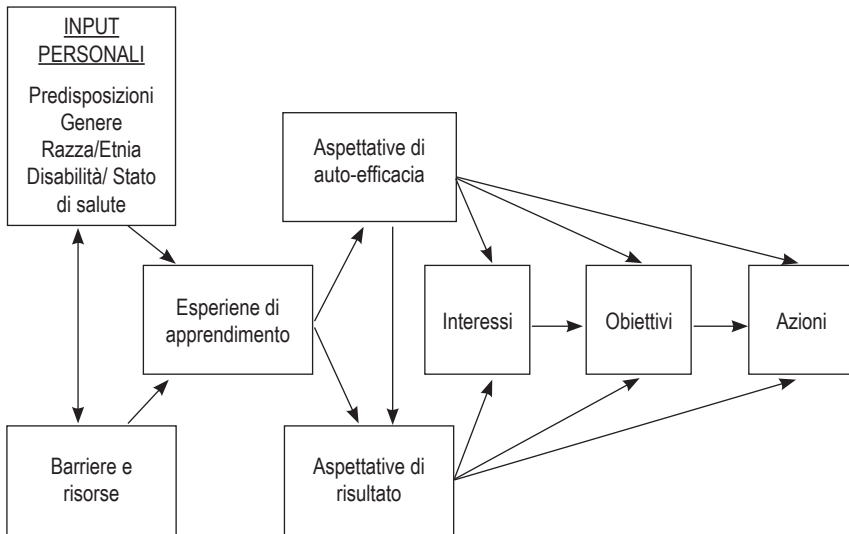 INPUT
PERSONALI
Predisposizioni
Genere
Razza/Etnia
Disabilità/ Stato
di salute
Aspettative di
auto-efficacia
Esperiene di
apprendimento
Interessi
Obiettivi
Azioni
Barriere e
risorse
Aspettative di
risultato